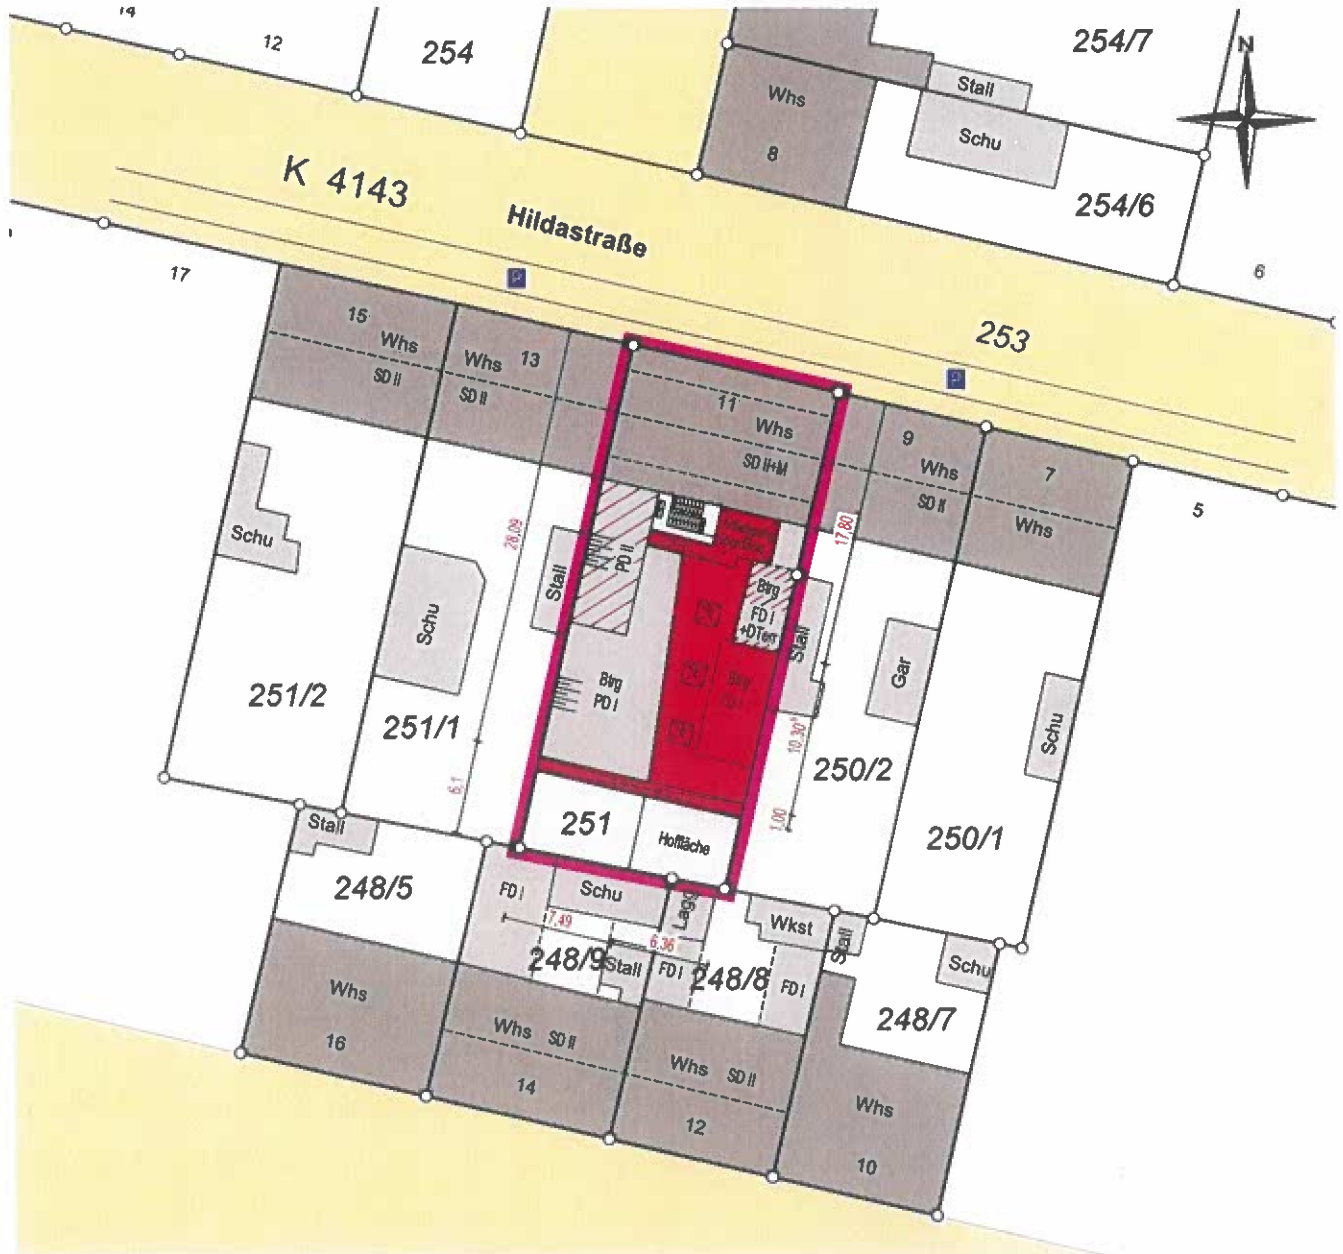 14
12
254
254/7
N
Whs
8
Stall
Schu
254/6
6
K 4143
Hildastraße
253
P
P
17
15
Whs
SD II
Whs 13
SD II
11
Whs
SD II+M
9
Whs
SD II
7
Whs
5
Schu
Schu
28,09
Stall
PD II
Btrg
FD I
+DTerr
17,80
Stall
Gar
Schu
251/2
251/1
Btrg
PD I
Btrg
10,30
250/2
250/1
6,1
1,00
251
Hoffläche
Stall
248/5
FD I
Schu
Lagg
7,49
6,36
248/9
Stall
FD I
248/8
FD I
Wkst
Stall
Schu
248/7
Whs
16
Whs SD II
14
Whs SD II
12
Whs
10